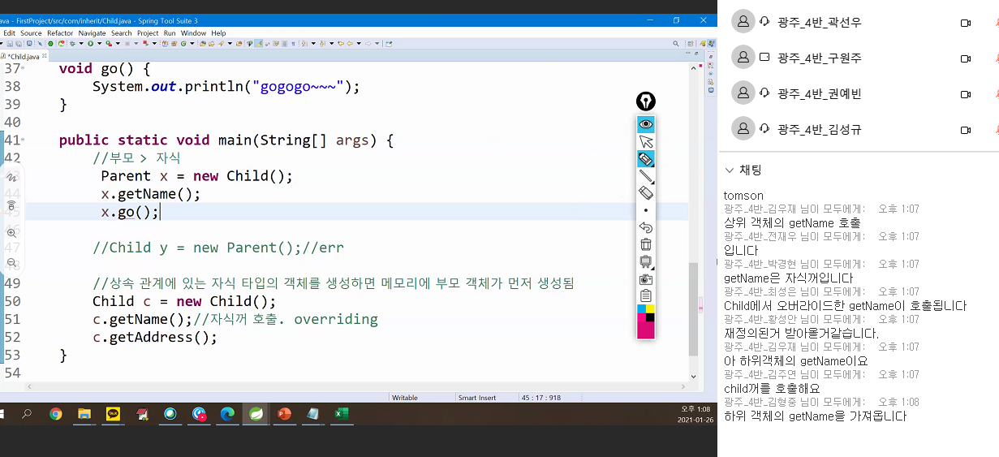 ava - FirstProject/src/com/inherit/Child.java - Spring Tool Suite 3
Edit Source Refactor Navigate Search Project Run Window Help
*Child.java
37 void go() {
38 System.out.println("gogogo~~~");
39 }
40
41 public static void main(String[] args) {
42 //부모 > 자식
Parent x = new Child();
44 x.getName();
45 x.go();
46
47 //Child y = new Parent();//err
48
49 //상속 관계에 있는 자식 타입의 객체를 생성하면 메모리에 부모 객체가 먼저 생성됨
50 Child c = new Child();
51 c.getName();//자식꺼 호출. overriding
52 c.getAddress();
53 }
54
Writable Smart Insert 45 : 17 : 918
TALK
오후 1:08
2021-01-26
광주_4반_곽선우
광주_4반_구원주
광주_4반_권예빈
광주_4반_김성규
채팅
tomson
광주_4반_김우재 님이 모두에게: 오후 1:07
상위 객체의 getName 호출
광주_4반_전재우 님이 모두에게: 오후 1:07
입니다
광주_4반_박경현 님이 모두에게: 오후 1:07
getName은 자식꺼입니다
광주_4반_최성은 님이 모두에게: 오후 1:07
Child에서 오버라이드한 getName이 호출됩니다
광주_4반_황성안 님이 모두에게: 오후 1:07
재정의된거 받아올거같습니다.
광주_4반_김우재 님이 모두에게: 오후 1:07
아 하위객체의 getName이요
광주_4반_김주연 님이 모두에게: 오후 1:07
child꺼를 호출해요
광주_4반_김형중 님이 모두에게: 오후 1:08
하위 객체의 getName을 가져옵니다